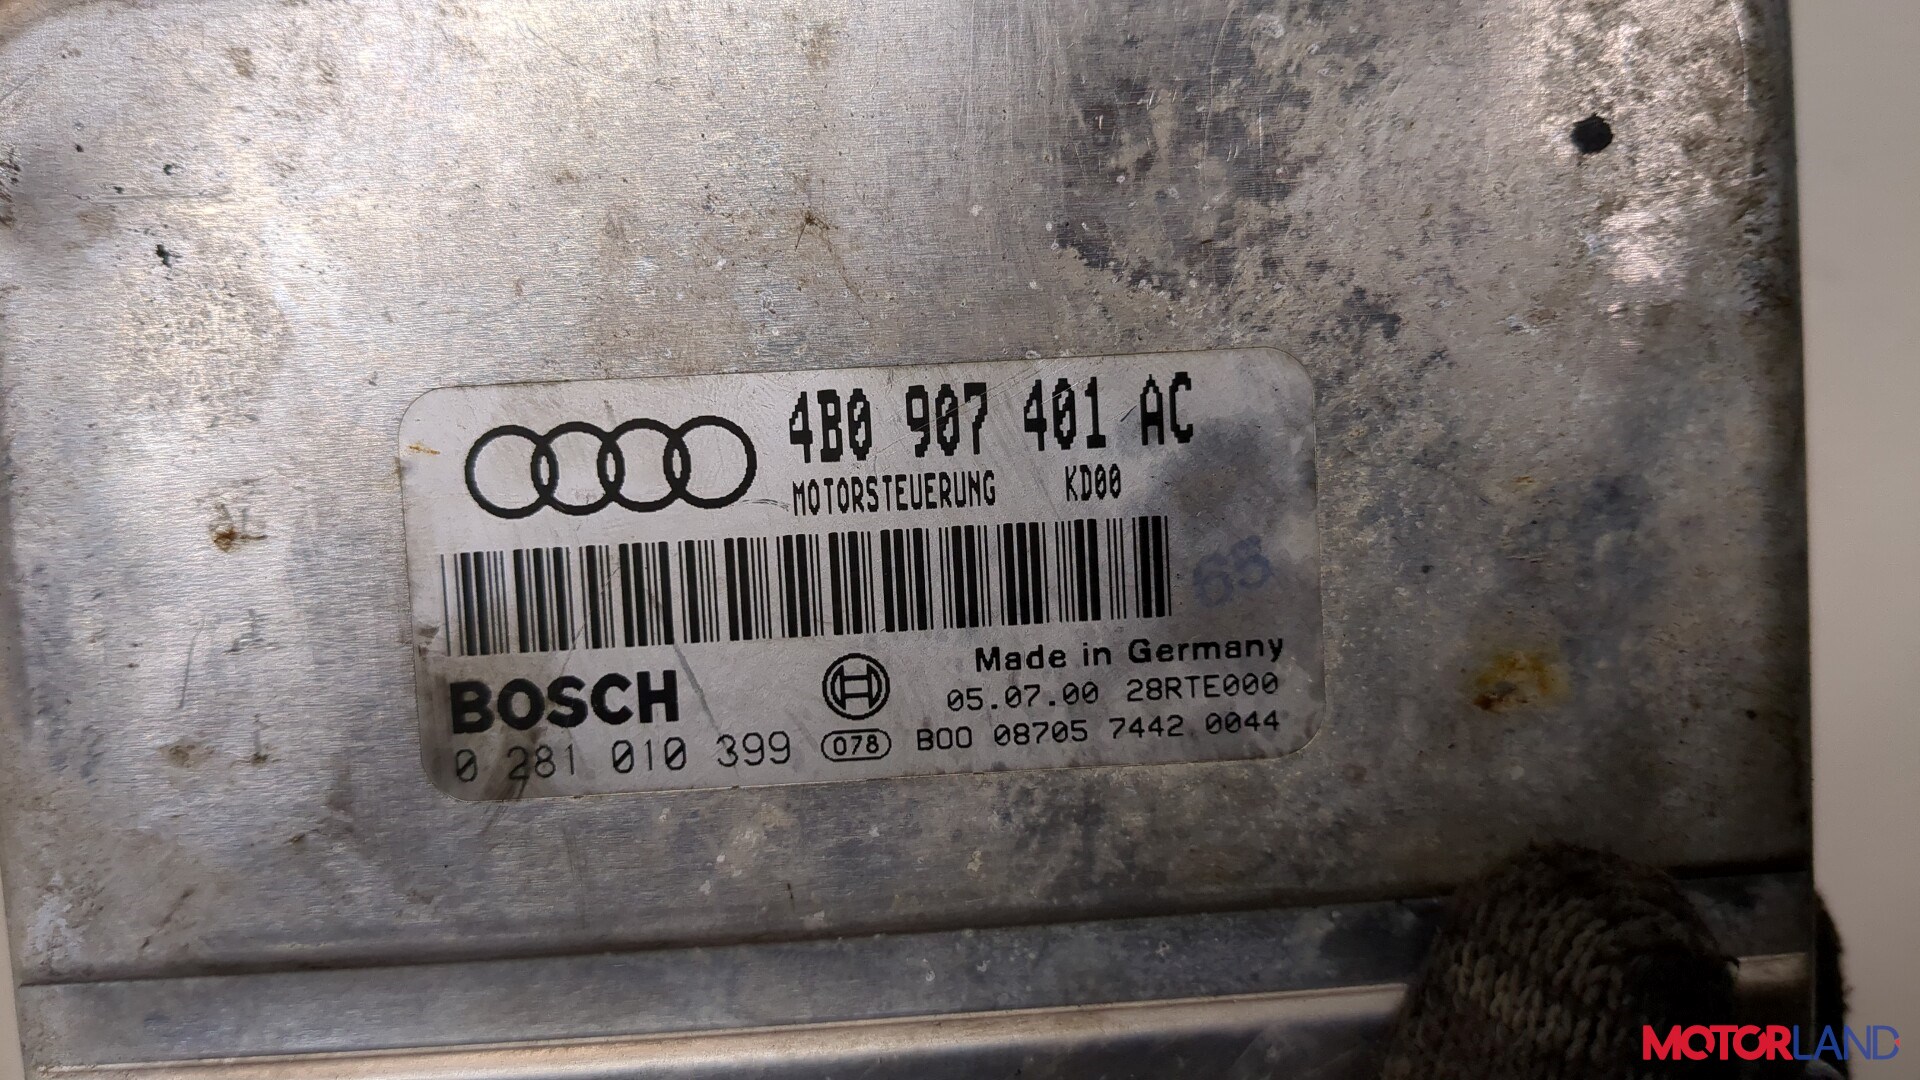 4B0 907 401 AC
MOTORSTEUERUNG KD00
68
Made in Germany
BOSCH
05.07.00 28RTE000
0 281 010 399 078 B00 08705 7442 0044
MOTORLAND